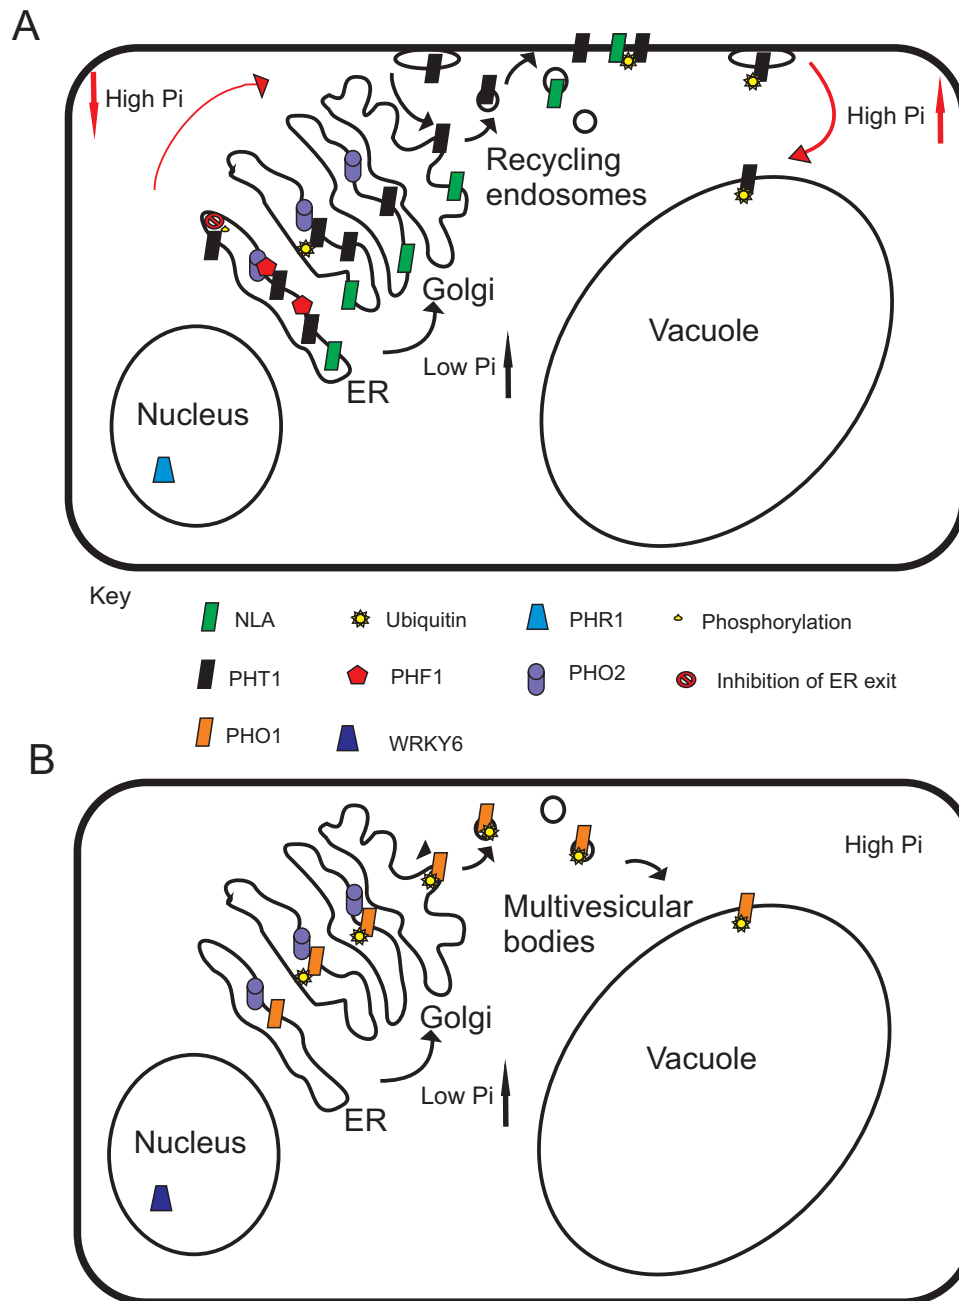 A
High Pi
High Pi
Recycling
endosomes
Golgi
Vacuole
Low Pi
ER
Nucleus
Key
NLA
Ubiquitin
PHR1
Phosphorylation
PHT1
PHF1
PHO2
Inhibition of ER exit
PHO1
WRKY6
B
High Pi
Multivesicular
bodies
Golgi
Vacuole
Low Pi
ER
Nucleus